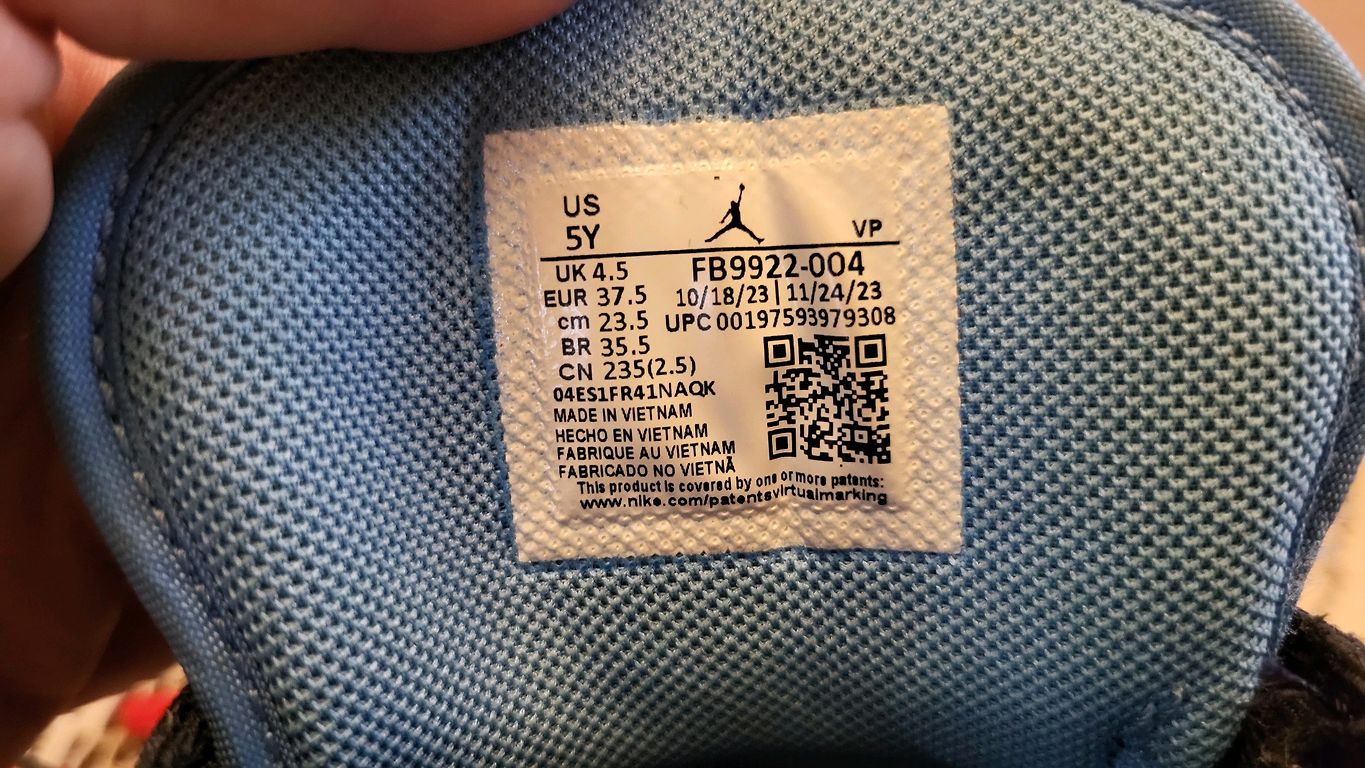 US
5Y
VP
UK 4.5
FB9922-004
EUR 37.5
10/18/23 | 11/24/23
cm 23.5
UPC 00197593979308
BR 35.5
CN 235(2.5)
04ES1FR41NAQK
MADE IN VIETNAM
HECHO EN VIETNAM
FABRIQUE AU VIETNAM
FABRICADO NO VIETNÃ
This product is covered by one or more patents:
www.nike.com/patentsvirtualmarking